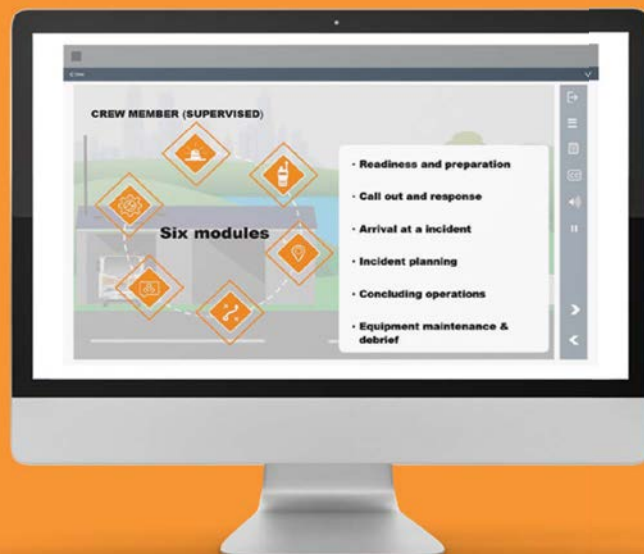 CREW MEMBER (SUPERVISED)
Six modules
• Readiness and preparation
• Call out and response
• Arrival at a incident
• Incident planning
• Concluding operations
• Equipment maintenance &
debrief
CC